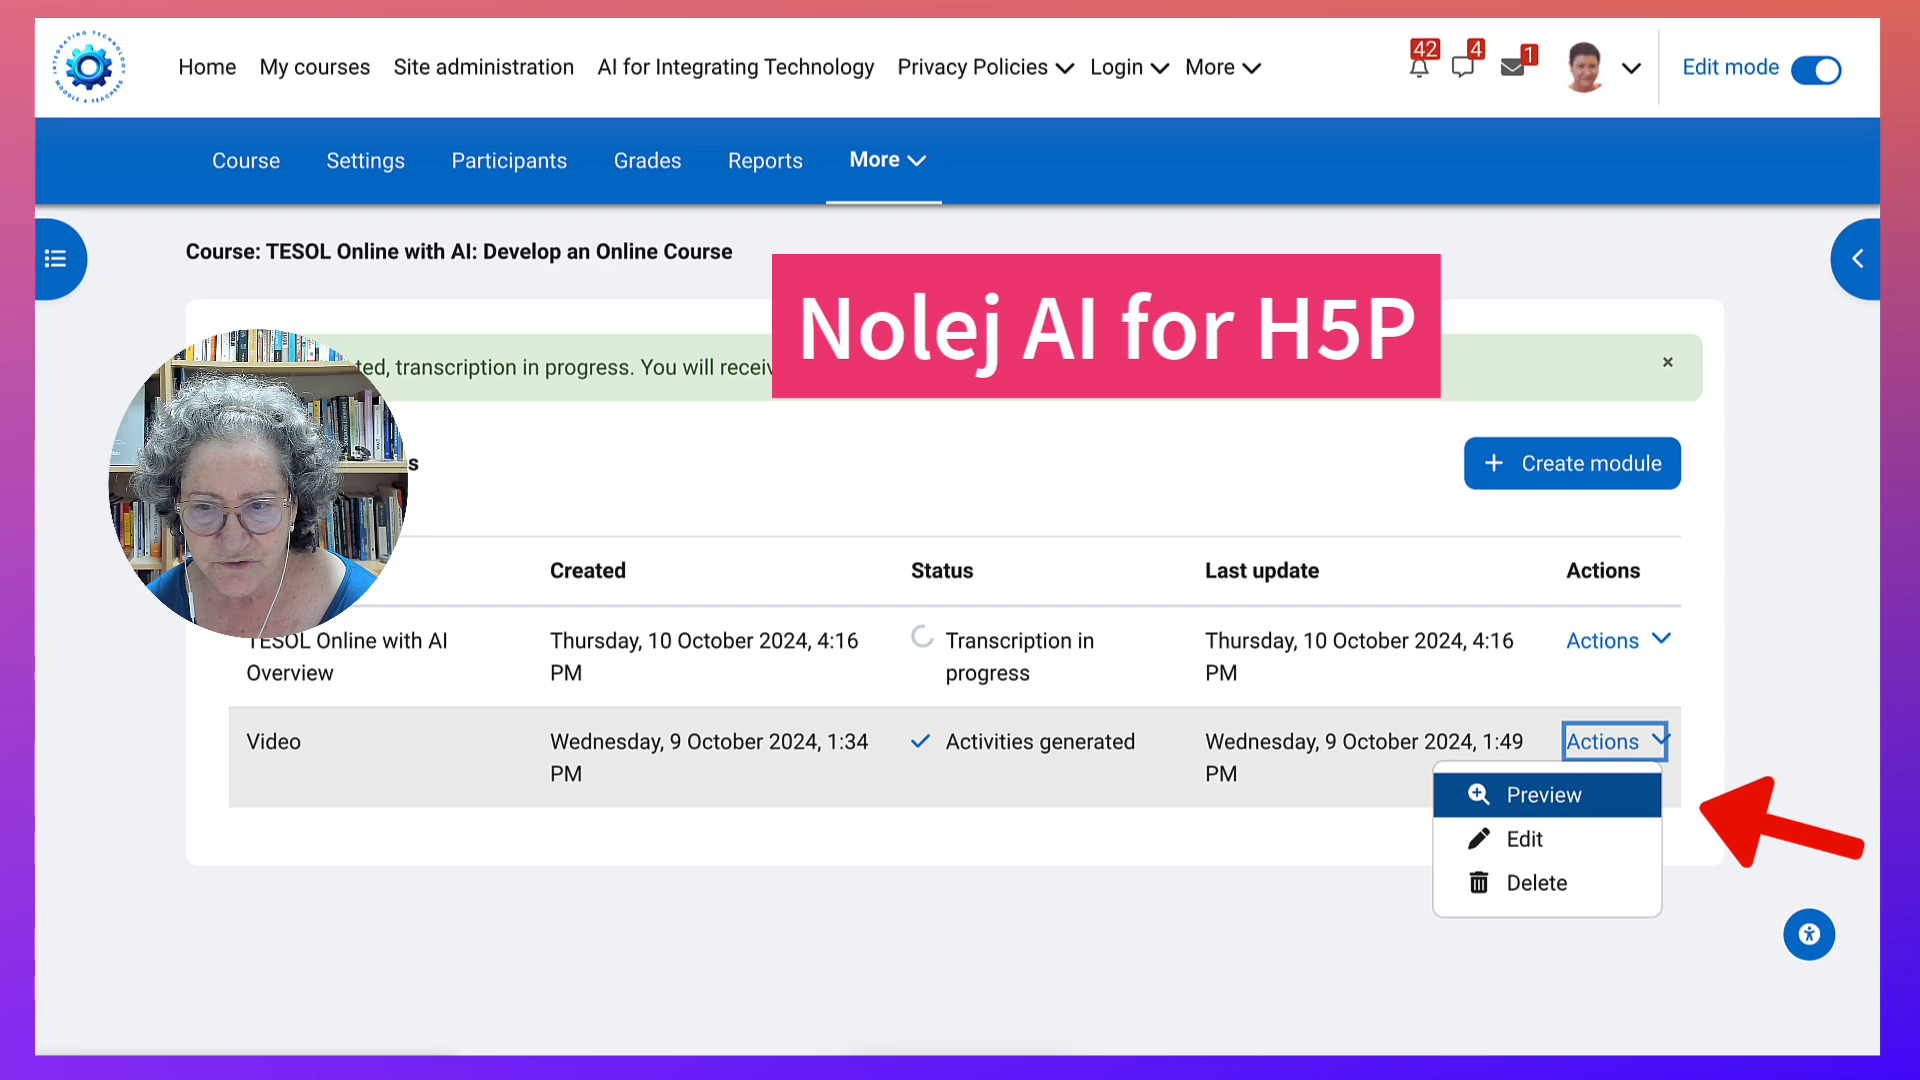 INTEGRATING TECHNOLOGY
MOODLE 4 TEACHERS
Home My courses Site administration AI for Integrating Technology Privacy Policies Login More
42 4 1
Edit mode
Course Settings Participants Grades Reports More
Course: TESOL Online with AI: Develop an Online Course
Nolej AI for H5P
ted, transcription in progress. You will receiv
×
s
+ Create module
Created Status Last update Actions
TESOL Online with AI
Overview
Thursday, 10 October 2024, 4:16
PM
Transcription in
progress
Thursday, 10 October 2024, 4:16
PM
Actions
Video
Wednesday, 9 October 2024, 1:34
PM
Activities generated
Wednesday, 9 October 2024, 1:49
PM
Actions
Preview
Edit
Delete